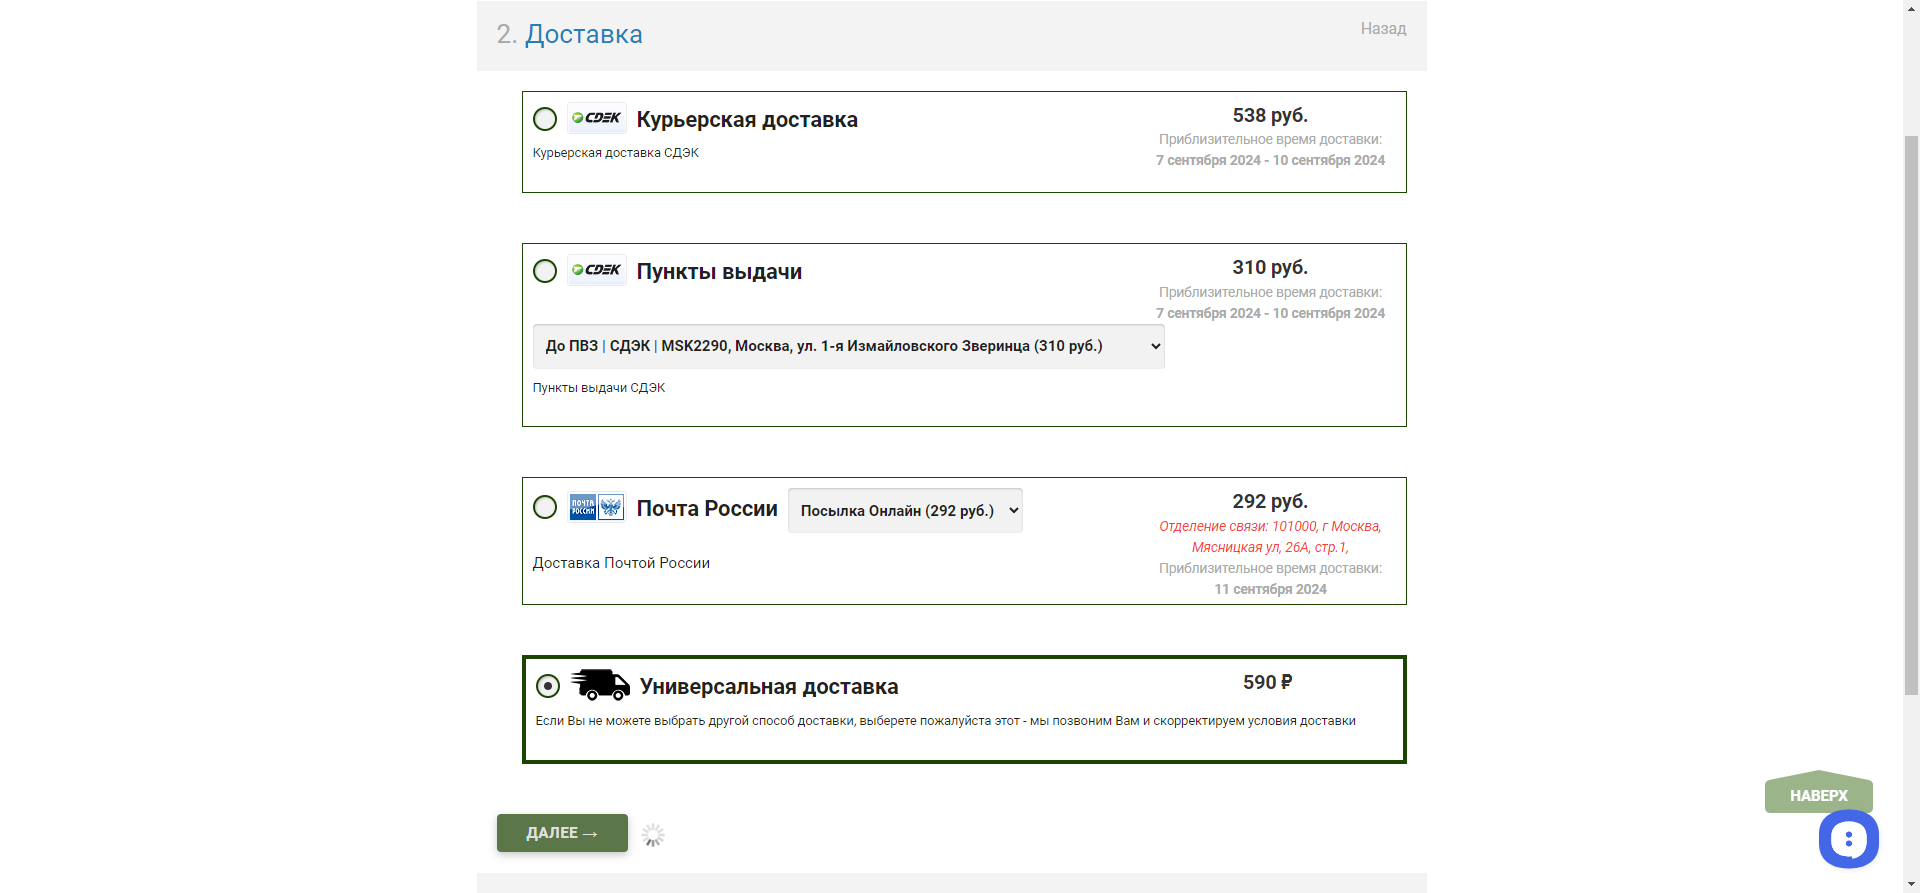 2. Доставка
Назад
CDEK Курьерская доставка
538 руб.
Приблизительное время доставки:
7 сентября 2024 - 10 сентября 2024
Курьерская доставка СДЭК
CDEK Пункты выдачи
310 руб.
Приблизительное время доставки:
7 сентября 2024 - 10 сентября 2024
До ПВЗ | СДЭК | MSK2290, Москва, ул. 1-я Измайловского Зверинца (310 руб.)
Пункты выдачи СДЭК
ПОЧТА
РОССИИ
Почта России
Посылка Онлайн (292 руб.)
292 руб.
Отделение связи: 101000, г Москва,
Мясницкая ул, 26А, стр.1,
Приблизительное время доставки:
11 сентября 2024
Доставка Почтой России
Универсальная доставка
590 ₽
Если Вы не можете выбрать другой способ доставки, выберете пожалуйста этот - мы позвоним Вам и скорректируем условия доставки
НАВЕРХ
ДАЛЕЕ →